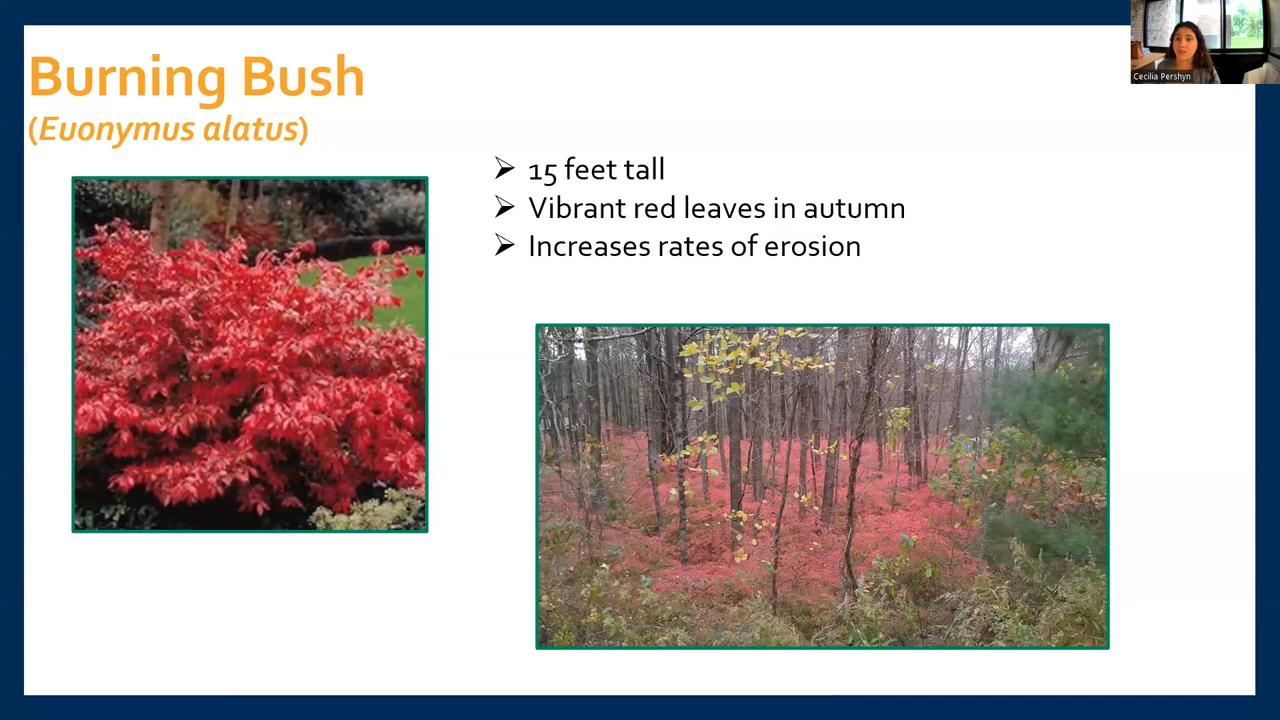 Burning Bush
(Euonymus alatus)
Cecilia Pershyn
➢ 15 feet tall
➢ Vibrant red leaves in autumn
➢ Increases rates of erosion